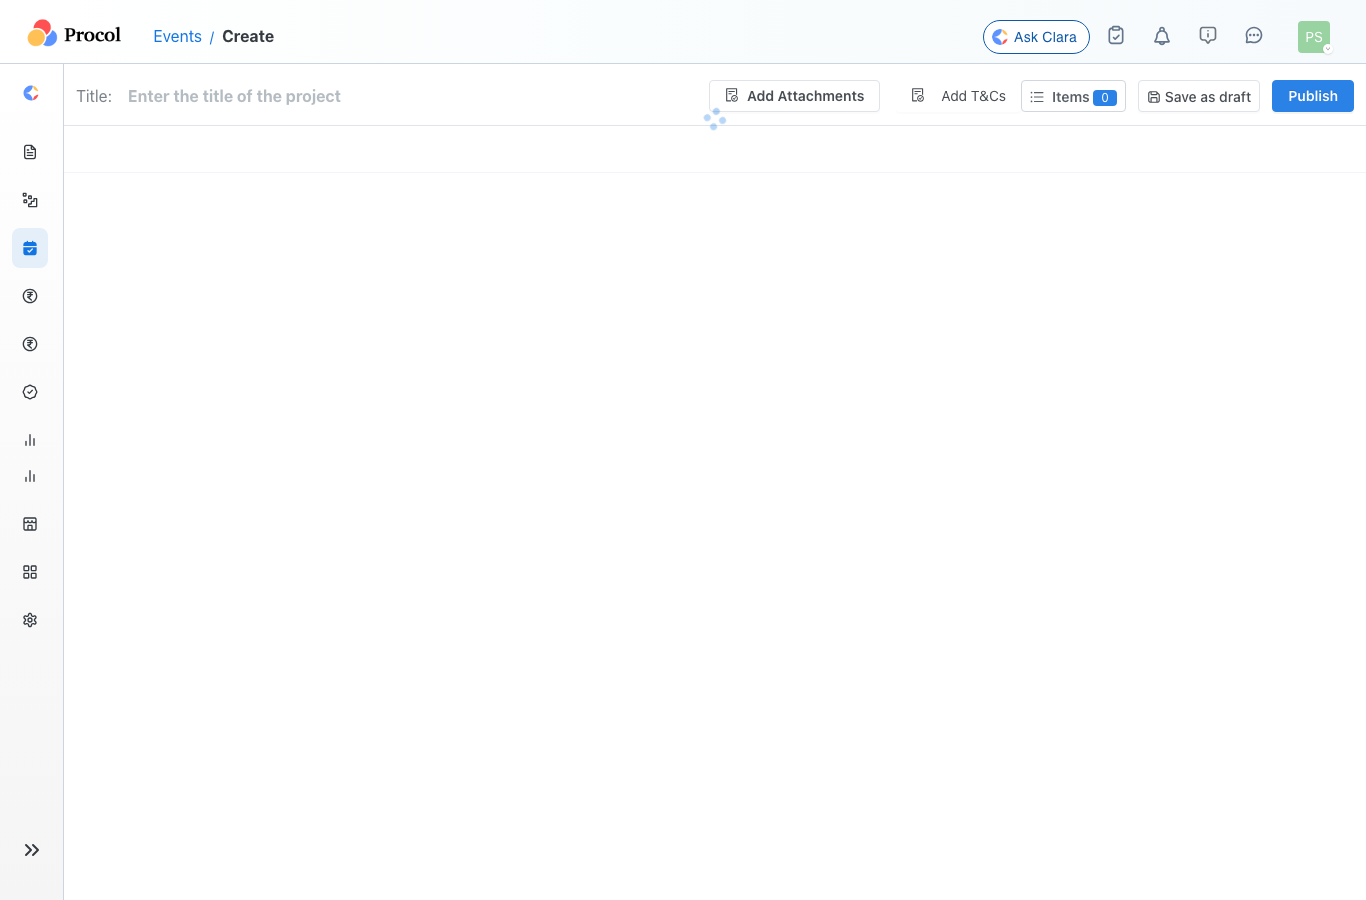 Procol
Events / Create
Ask Clara
PS
Title: Enter the title of the project
Add Attachments
Add T&Cs
Items 0
Save as draft
Publish